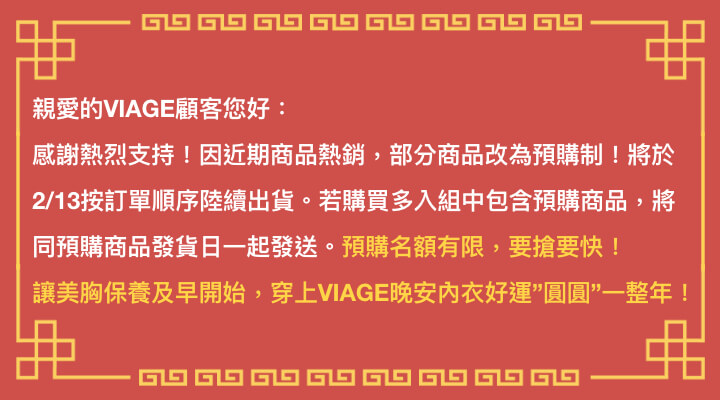 親愛的VIAGE顧客您好：
感謝熱烈支持！因近期商品熱銷，部分商品改為預購制！將於
2/13按訂單順序陸續出貨。若購買多入組中包含預購商品，將
同預購商品發貨日一起發送。預購名額有限，要搶要快！
讓美胸保養及早開始，穿上VIAGE晚安內衣好運”圓圓”一整年！